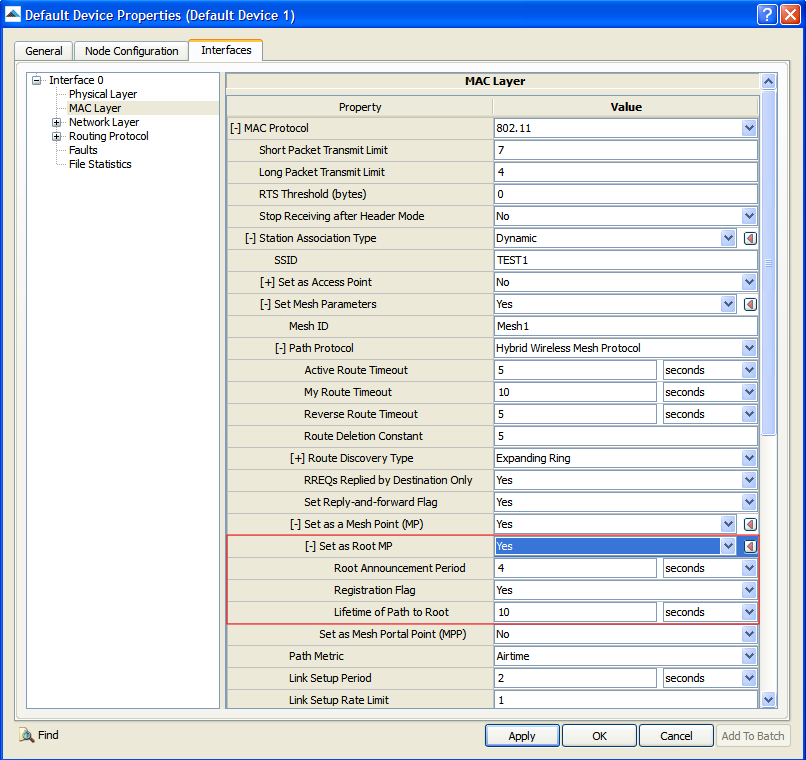 Default Device Properties (Default Device 1)
General Node Configuration Interfaces
Interface 0
Physical Layer
MAC Layer
Network Layer
Routing Protocol
Faults
File Statistics
MAC Layer
Property Value
[-] MAC Protocol 802.11
Short Packet Transmit Limit 7
Long Packet Transmit Limit 4
RTS Threshold (bytes) 0
Stop Receiving after Header Mode No
[-] Station Association Type Dynamic
SSID TEST1
[+] Set as Access Point No
[-] Set Mesh Parameters Yes
Mesh ID Mesh1
[-] Path Protocol Hybrid Wireless Mesh Protocol
Active Route Timeout 5 seconds
My Route Timeout 10 seconds
Reverse Route Timeout 5 seconds
Route Deletion Constant 5
[+] Route Discovery Type Expanding Ring
RREQs Replied by Destination Only Yes
Set Reply-and-forward Flag Yes
[-] Set as a Mesh Point (MP) Yes
[-] Set as Root MP Yes
Root Announcement Period 4 seconds
Registration Flag Yes
Lifetime of Path to Root 10 seconds
Set as Mesh Portal Point (MPP) No
Path Metric Airtime
Link Setup Period 2 seconds
Link Setup Rate Limit 1
Find Apply OK Cancel Add To Batch